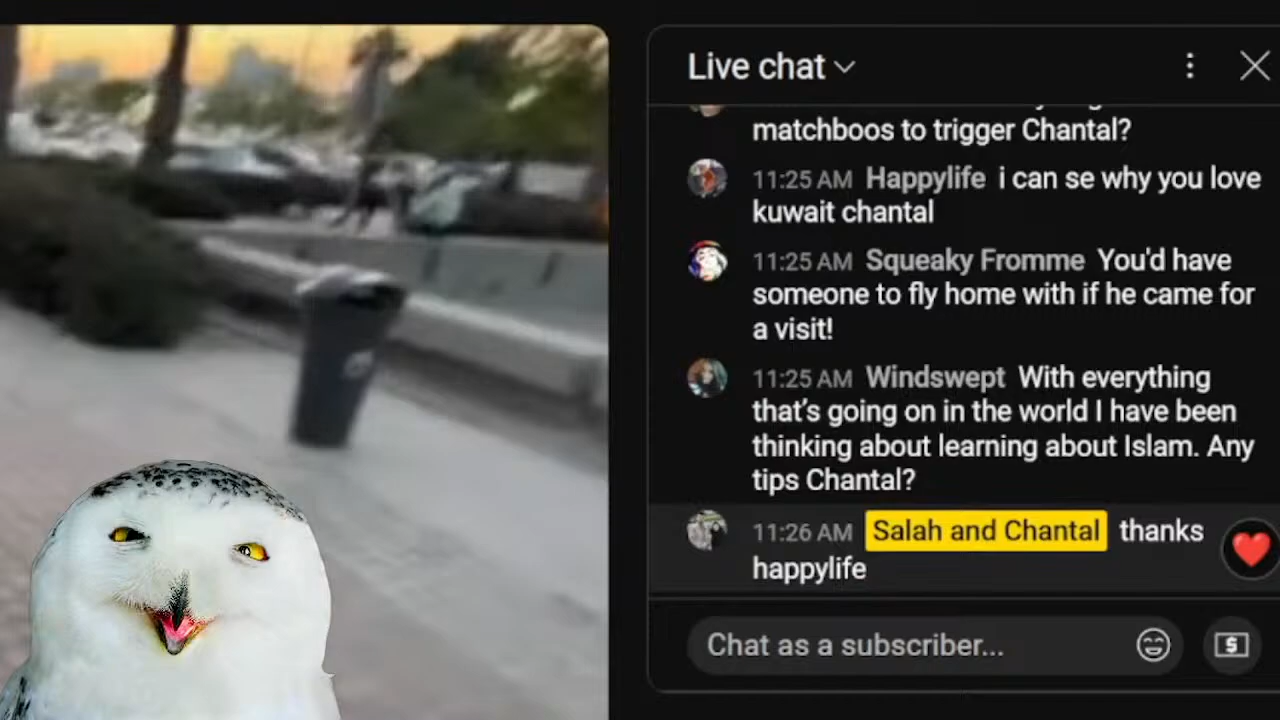 Live chat
matchboos to trigger Chantal?
11:25 AM Happylife i can se why you love
kuwait chantal
11:25 AM Squeaky Fromme You'd have
someone to fly home with if he came for
a visit!
11:25 AM Windswept With everything
that's going on in the world I have been
thinking about learning about Islam. Any
tips Chantal?
11:26 AM Salah and Chantal thanks
happylife
Chat as a subscriber...
$